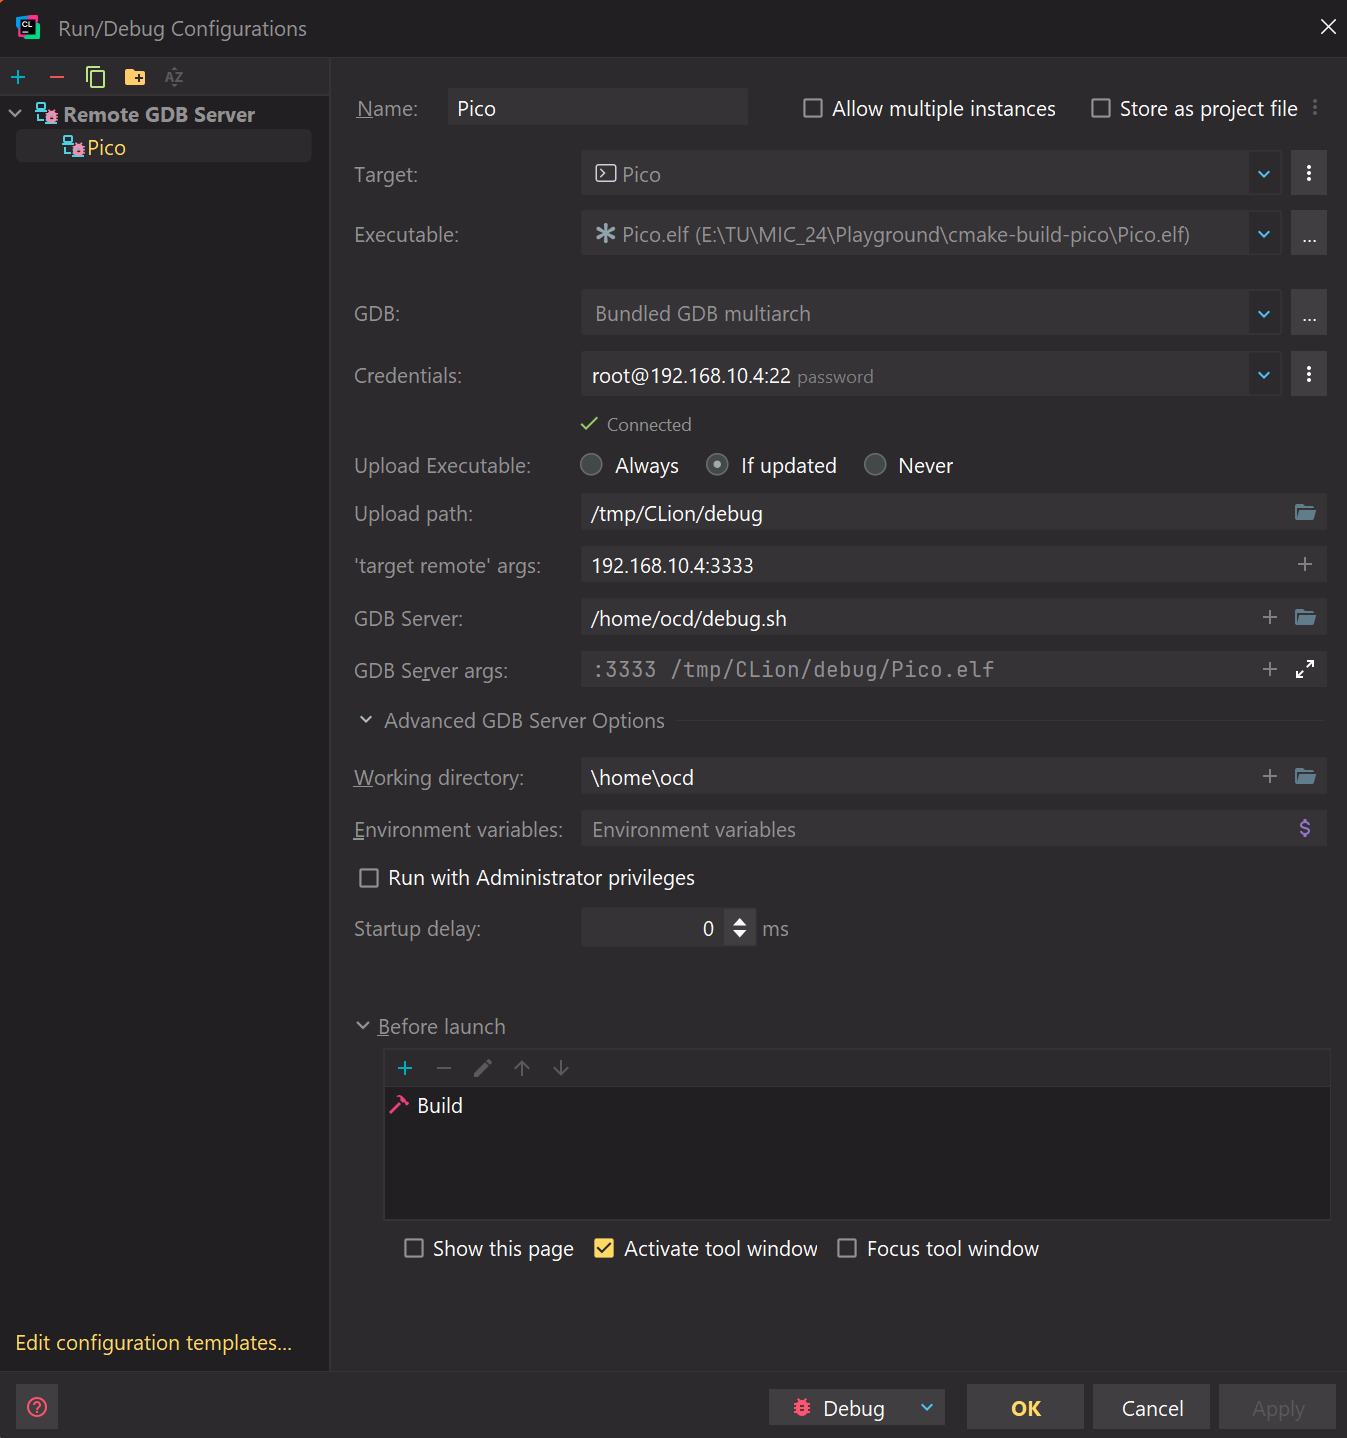 CL
Run/Debug Configurations
AZ
Remote GDB Server
Pico
Name: Pico Allow multiple instances Store as project file
Target: Pico
Executable: Pico.elf (E:\TU\MIC_24\Playground\cmake-build-pico\Pico.elf) ...
GDB: Bundled GDB multiarch ...
Credentials: root@192.168.10.4:22 password
Connected
Upload Executable: Always If updated Never
Upload path: /tmp/CLion/debug
'target remote' args: 192.168.10.4:3333
GDB Server: /home/ocd/debug.sh
GDB Server args: :3333 /tmp/CLion/debug/Pico.elf
Advanced GDB Server Options
Working directory: \home\ocd
Environment variables: Environment variables $
Run with Administrator privileges
Startup delay: 0 ms
Before launch
Build
Show this page Activate tool window Focus tool window
Edit configuration templates...
? Debug OK Cancel Apply